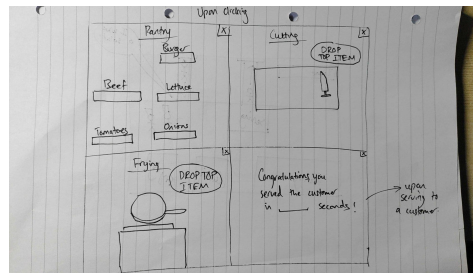 Upon clicking
Pantry
X
Burger
Beef
Lettuce
Tomatoes
Onions
Cutting
X
DROP
TOP ITEM
Frying
X
DROP TOP
ITEM
X
Congratulations you
served the customer
in ____ seconds!
upon
serving to
a customer